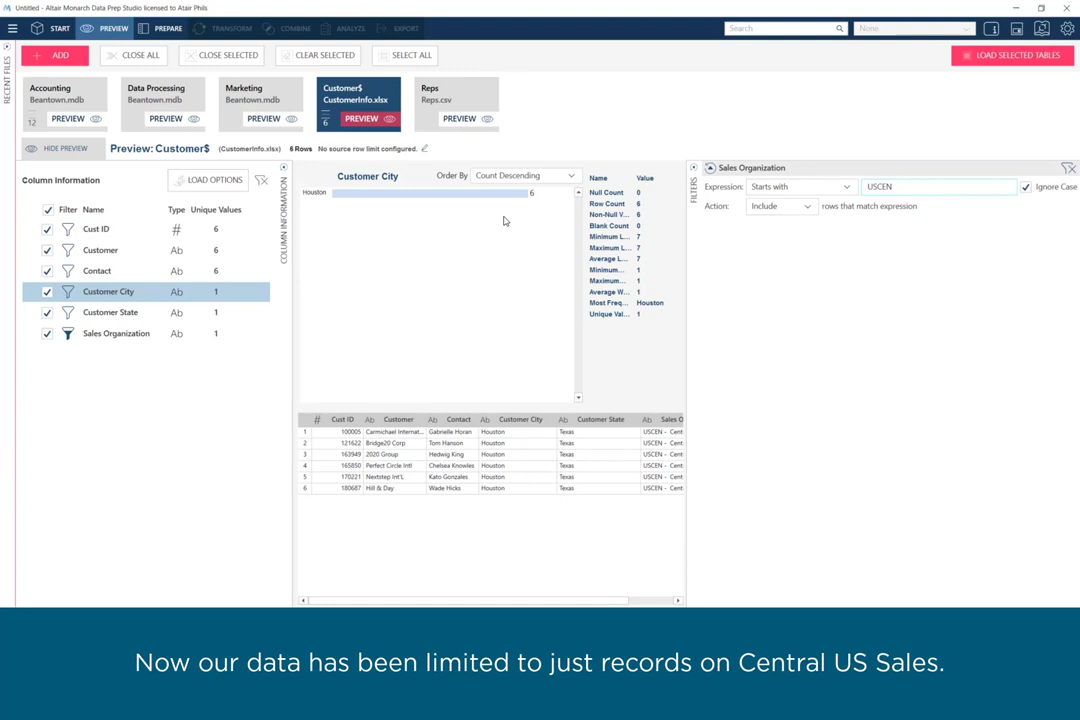 Untitled - Altair Monarch Data Prep Studio licensed to Atair Phils
START PREVIEW PREPARE TRANSFORM COMBINE ANALYZE EXPORT Search None
ADD CLOSE ALL CLOSE SELECTED CLEAR SELECTED SELECT ALL LOAD SELECTED TABLES
RECENT FILES
Accounting Data Processing Marketing Customer$ Reps
Beantown.mdb Beantown.mdb Beantown.mdb CustomerInfo.xlsx Reps.csv
12 PREVIEW PREVIEW PREVIEW 6 PREVIEW PREVIEW
HIDE PREVIEW Preview: Customer$ (CustomerInfo.xlsx) 6 Rows No source row limit configured.
Column Information LOAD OPTIONS
Filter Name Type Unique Values
Cust ID # 6
Customer Ab 6
Contact Ab 6
Customer City Ab 1
Customer State Ab 1
Sales Organization Ab 1
COLUMN INFORMATION
Customer City Order By Count Descending
Houston 6
Name Value
Null Count 0
Row Count 6
Non-Null V... 6
Blank Count 0
Minimum L... 7
Maximum L... 7
Average L... 7
Minimum... 1
Maximum... 1
Average W... 1
Most Freq... Houston
Unique Val... 1
# Cust ID Ab Customer Ab Contact Ab Customer City Ab Customer State Ab Sales O
1 100005 Carmichael Internat... Gabrielle Horan Houston Texas USCEN - Cent
2 121622 Bridge20 Corp Tom Hanson Houston Texas USCEN - Cent
3 163949 2020 Group Hedwig King Houston Texas USCEN - Cent
4 165850 Perfect Circle Intl Chelsea Knowles Houston Texas USCEN - Cent
5 170221 Nextstep Int'L Kato Gonzales Houston Texas USCEN - Cent
6 180687 Hill & Day Wade Hicks Houston Texas USCEN - Cent
FILTERS
Sales Organization
Expression: Starts with USCEN Ignore Case
Action: Include rows that match expression
Now our data has been limited to just records on Central US Sales.